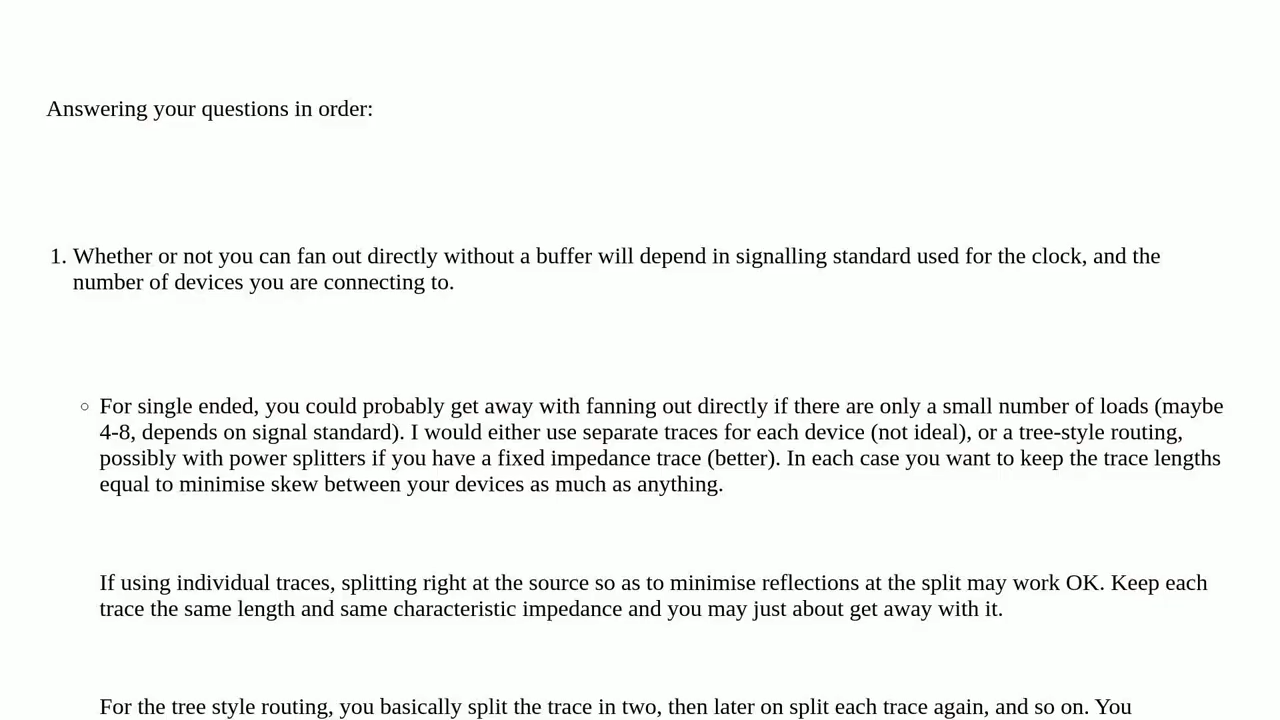 Answering your questions in order:
1. Whether or not you can fan out directly without a buffer will depend in signalling standard used for the clock, and the
number of devices you are connecting to.
○ For single ended, you could probably get away with fanning out directly if there are only a small number of loads (maybe
4-8, depends on signal standard). I would either use separate traces for each device (not ideal), or a tree-style routing,
possibly with power splitters if you have a fixed impedance trace (better). In each case you want to keep the trace lengths
equal to minimise skew between your devices as much as anything.
If using individual traces, splitting right at the source so as to minimise reflections at the split may work OK. Keep each
trace the same length and same characteristic impedance and you may just about get away with it.
For the tree style routing, you basically split the trace in two, then later on split each trace again, and so on. You